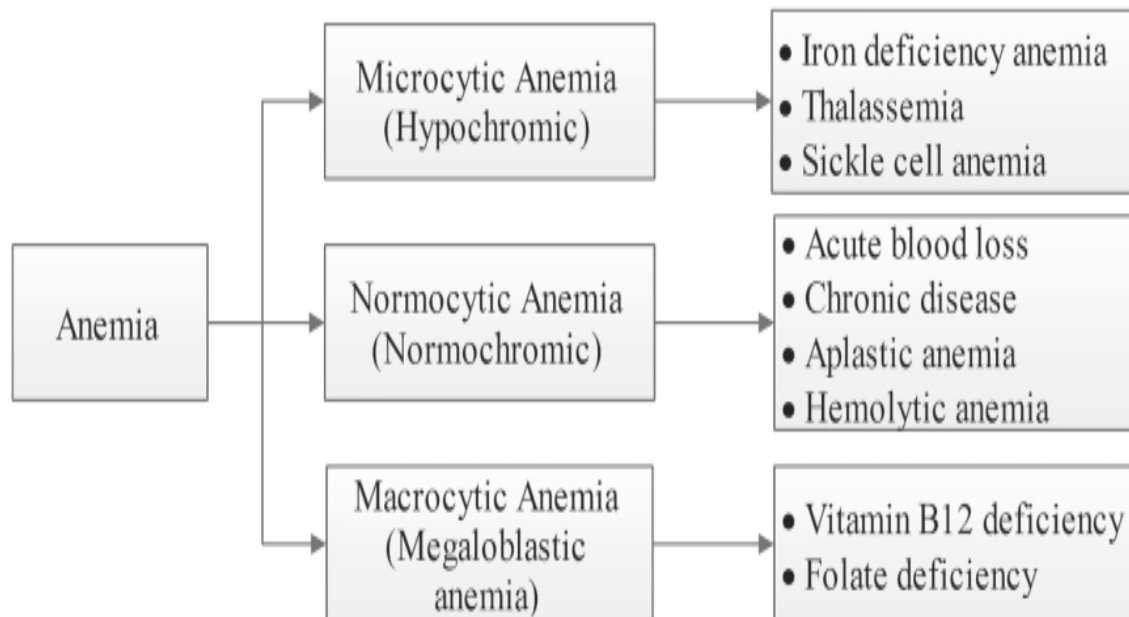 Anemia
Microcytic Anemia
(Hypochromic)
• Iron deficiency anemia
• Thalassemia
• Sickle cell anemia
Normocytic Anemia
(Normochromic)
• Acute blood loss
• Chronic disease
• Aplastic anemia
• Hemolytic anemia
Macrocytic Anemia
(Megaloblastic
anemia)
• Vitamin B12 deficiency
• Folate deficiency